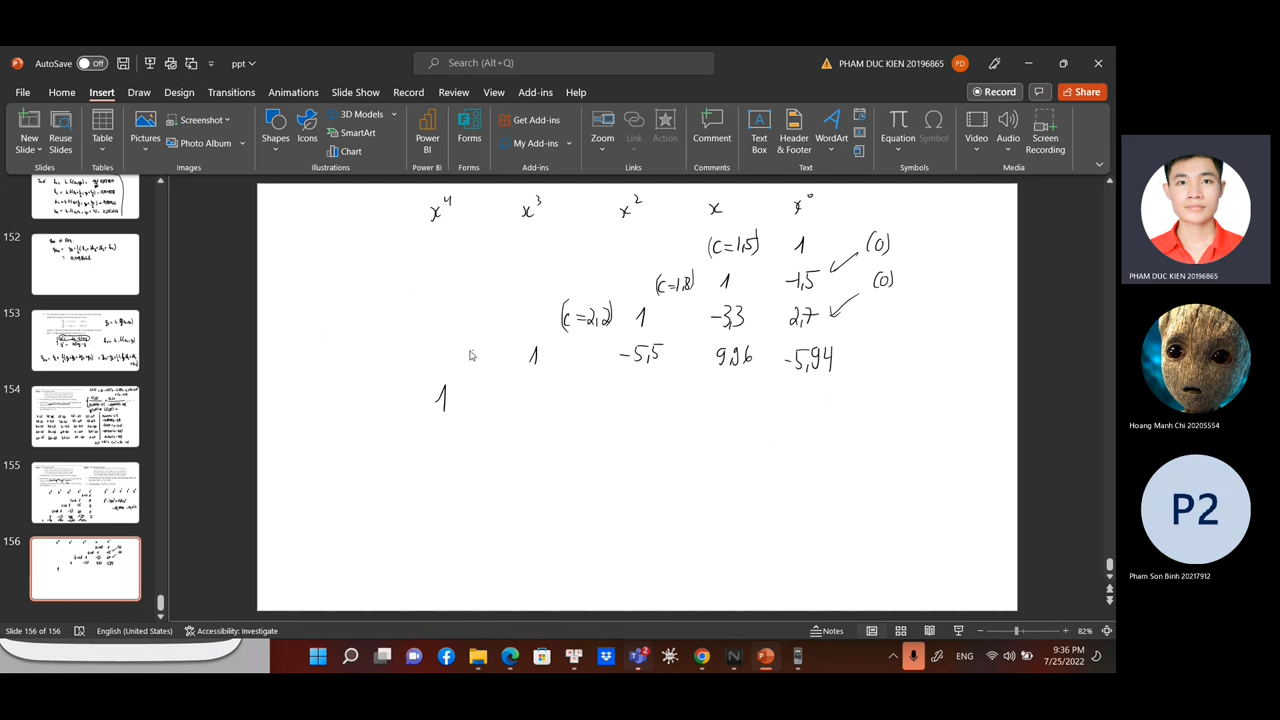 AutoSave Off ppt Search (Alt+Q) PHAM DUC KIEN 20196865 PD
File Home Insert Draw Design Transitions Animations Slide Show Record Review View Add-ins Help Record Share
New Slide Reuse Slides Table Pictures Screenshot Photo Album Shapes Icons 3D Models SmartArt Chart Power BI Forms Get Add-ins My Add-ins Zoom Link Action Comment Text Box Header & Footer WordArt Equation Symbol Video Audio Screen Recording
Slides Tables Images Illustrations Power BI Forms Add-ins Links Comments Text Symbols Media
x⁴ x³ x² x x⁰
(c=1,5) 1 (0)
(c=1,8) 1 -1,5 (0)
(c=2,2) 1 -3,3 2,7
1 -5,5 9,96 -5,94
1
152
153
154
155
156
PHAM DUC KIEN 20196865
Hoang Manh Chi 20205554
P2
Pham Son Binh 20217912
Slide 156 of 156 English (United States) Accessibility: Investigate Notes 82%
2 ENG 9:36 PM
7/25/2022